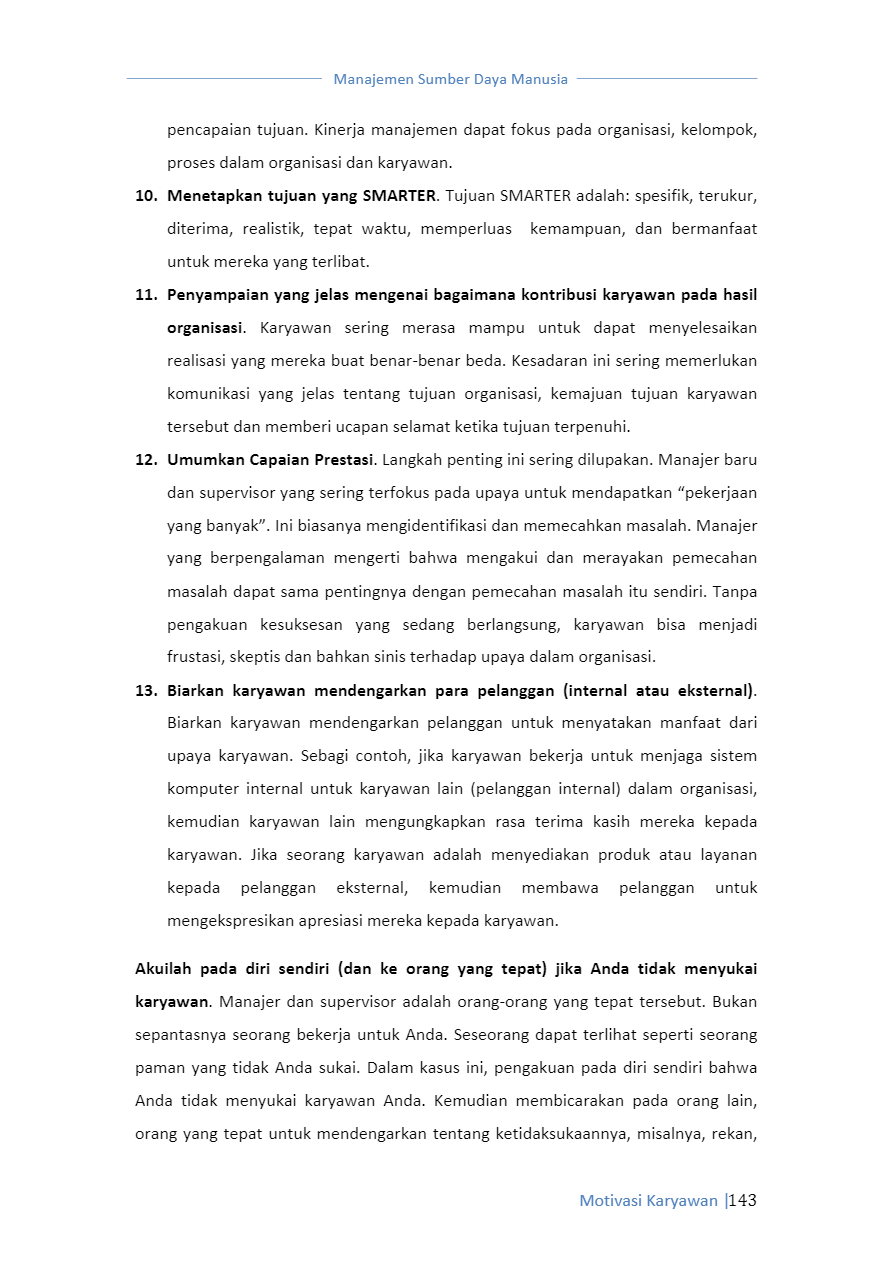 Manajemen Sumber Daya Manusia
pencapaian tujuan. Kinerja manajemen dapat fokus pada organisasi, kelompok,
proses dalam organisasi dan karyawan.
10. Menetapkan tujuan yang SMARTER. Tujuan SMARTER adalah: spesifik, terukur,
diterima, realistik, tepat waktu, memperluas kemampuan, dan bermanfaat
untuk mereka yang terlibat.
11. Penyampaian yang jelas mengenai bagaimana kontribusi karyawan pada hasil
organisasi. Karyawan sering merasa mampu untuk dapat menyelesaikan
realisasi yang mereka buat benar-benar beda. Kesadaran ini sering memerlukan
komunikasi yang jelas tentang tujuan organisasi, kemajuan tujuan karyawan
tersebut dan memberi ucapan selamat ketika tujuan terpenuhi.
12. Umumkan Capaian Prestasi. Langkah penting ini sering dilupakan. Manajer baru
dan supervisor yang sering terfokus pada upaya untuk mendapatkan “pekerjaan
yang banyak”. Ini biasanya mengidentifikasi dan memecahkan masalah. Manajer
yang berpengalaman mengerti bahwa mengakui dan merayakan pemecahan
masalah dapat sama pentingnya dengan pemecahan masalah itu sendiri. Tanpa
pengakuan kesuksesan yang sedang berlangsung, karyawan bisa menjadi
frustasi, skeptis dan bahkan sinis terhadap upaya dalam organisasi.
13. Biarkan karyawan mendengarkan para pelanggan (internal atau eksternal).
Biarkan karyawan mendengarkan pelanggan untuk menyatakan manfaat dari
upaya karyawan. Sebagi contoh, jika karyawan bekerja untuk menjaga sistem
komputer internal untuk karyawan lain (pelanggan internal) dalam organisasi,
kemudian karyawan lain mengungkapkan rasa terima kasih mereka kepada
karyawan. Jika seorang karyawan adalah menyediakan produk atau layanan
kepada pelanggan eksternal, kemudian membawa pelanggan untuk
mengekspresikan apresiasi mereka kepada karyawan.
Akuilah pada diri sendiri (dan ke orang yang tepat) jika Anda tidak menyukai
karyawan. Manajer dan supervisor adalah orang-orang yang tepat tersebut. Bukan
sepantasnya seorang bekerja untuk Anda. Seseorang dapat terlihat seperti seorang
paman yang tidak Anda sukai. Dalam kasus ini, pengakuan pada diri sendiri bahwa
Anda tidak menyukai karyawan Anda. Kemudian membicarakan pada orang lain,
orang yang tepat untuk mendengarkan tentang ketidaksukaannya, misalnya, rekan,
Motivasi Karyawan |143